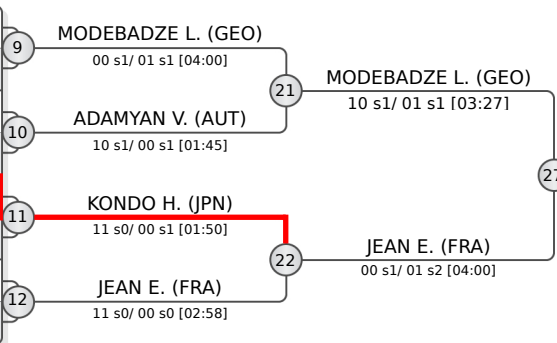 9
MODEBADZE L. (GEO)
00 s1/ 01 s1 [04:00]
21
MODEBADZE L. (GEO)
10 s1/ 01 s1 [03:27]
10
ADAMYAN V. (AUT)
10 s1/ 00 s1 [01:45]
27
11
KONDO H. (JPN)
11 s0/ 00 s1 [01:50]
22
JEAN E. (FRA)
00 s1/ 01 s2 [04:00]
12
JEAN E. (FRA)
11 s0/ 00 s0 [02:58]